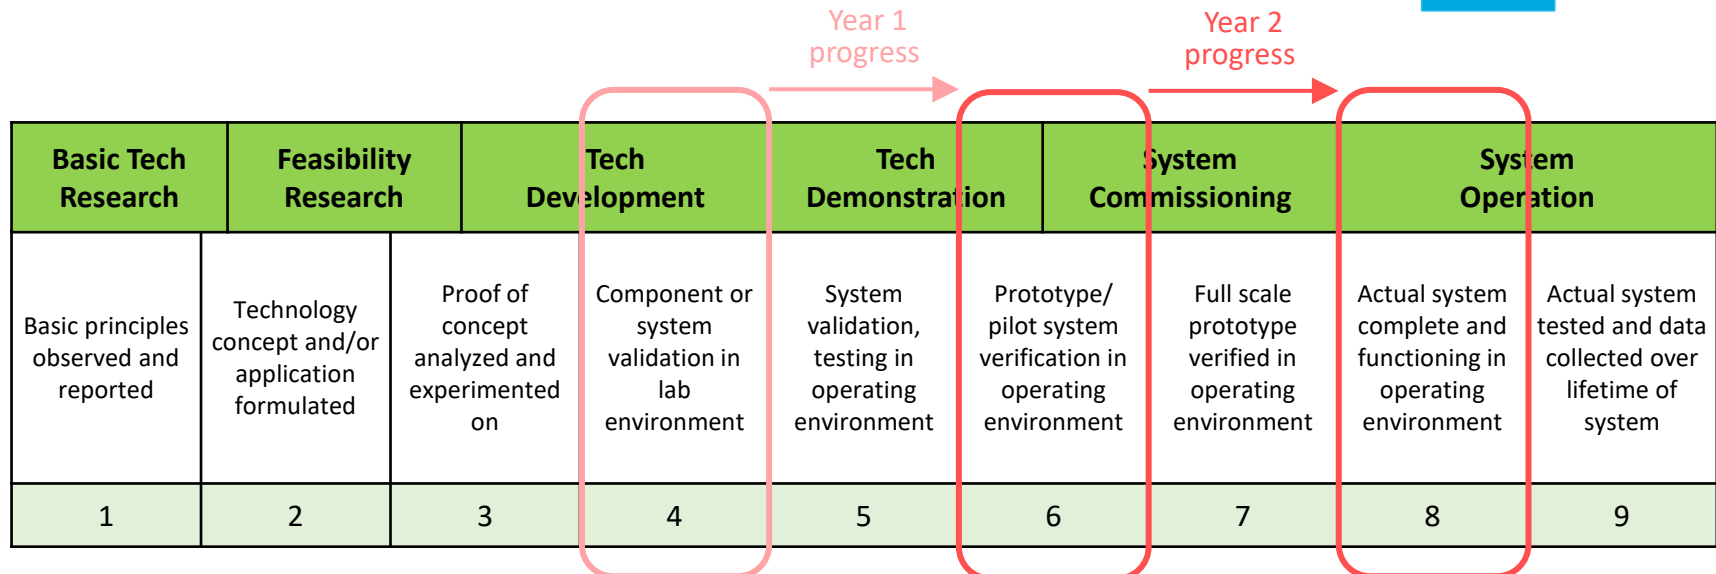 Year 1
progress
Year 2
progress
Basic Tech
Research
Feasibility
Research
Tech
Development
Tech
Demonstration
System
Commissioning
System
Operation
Basic principles
observed and
reported
Technology
concept and/or
application
formulated
Proof of
concept
analyzed and
experimented
on
Component or
system
validation in
lab
environment
System
validation,
testing in
operating
environment
Prototype/
pilot system
verification in
operating
environment
Full scale
prototype
verified in
operating
environment
Actual system
complete and
functioning in
operating
environment
Actual system
tested and data
collected over
lifetime of
system
1
2
3
4
5
6
7
8
9